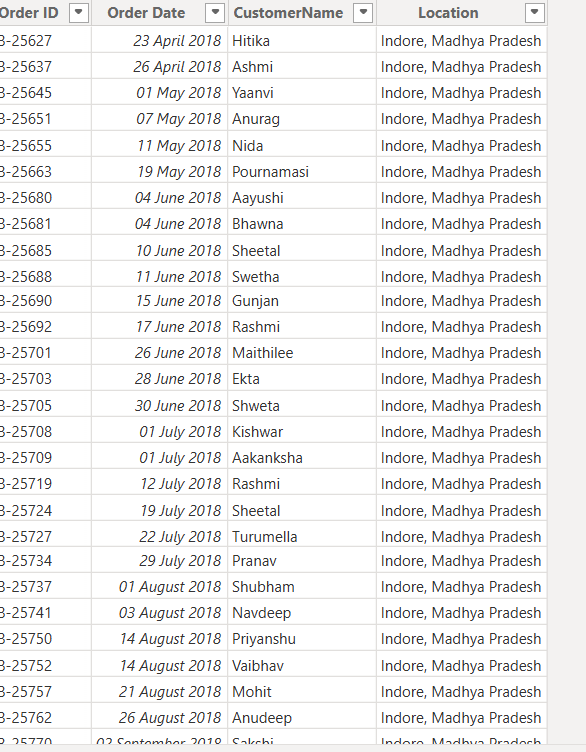 Order ID Order Date CustomerName Location
B-25627 23 April 2018 Hitika Indore, Madhya Pradesh
B-25637 26 April 2018 Ashmi Indore, Madhya Pradesh
B-25645 01 May 2018 Yaanvi Indore, Madhya Pradesh
B-25651 07 May 2018 Anurag Indore, Madhya Pradesh
B-25655 11 May 2018 Nida Indore, Madhya Pradesh
B-25663 19 May 2018 Pournamasi Indore, Madhya Pradesh
B-25680 04 June 2018 Aayushi Indore, Madhya Pradesh
B-25681 04 June 2018 Bhawna Indore, Madhya Pradesh
B-25685 10 June 2018 Sheetal Indore, Madhya Pradesh
B-25688 11 June 2018 Swetha Indore, Madhya Pradesh
B-25690 15 June 2018 Gunjan Indore, Madhya Pradesh
B-25692 17 June 2018 Rashmi Indore, Madhya Pradesh
B-25701 26 June 2018 Maithilee Indore, Madhya Pradesh
B-25703 28 June 2018 Ekta Indore, Madhya Pradesh
B-25705 30 June 2018 Shweta Indore, Madhya Pradesh
B-25708 01 July 2018 Kishwar Indore, Madhya Pradesh
B-25709 01 July 2018 Aakanksha Indore, Madhya Pradesh
B-25719 12 July 2018 Rashmi Indore, Madhya Pradesh
B-25724 19 July 2018 Sheetal Indore, Madhya Pradesh
B-25727 22 July 2018 Turumella Indore, Madhya Pradesh
B-25734 29 July 2018 Pranav Indore, Madhya Pradesh
B-25737 01 August 2018 Shubham Indore, Madhya Pradesh
B-25741 03 August 2018 Navdeep Indore, Madhya Pradesh
B-25750 14 August 2018 Priyanshu Indore, Madhya Pradesh
B-25752 14 August 2018 Vaibhav Indore, Madhya Pradesh
B-25757 21 August 2018 Mohit Indore, Madhya Pradesh
B-25762 26 August 2018 Anudeep Indore, Madhya Pradesh
B-25770 02 September 2018 Sakshi Indore, Madhya Pradesh